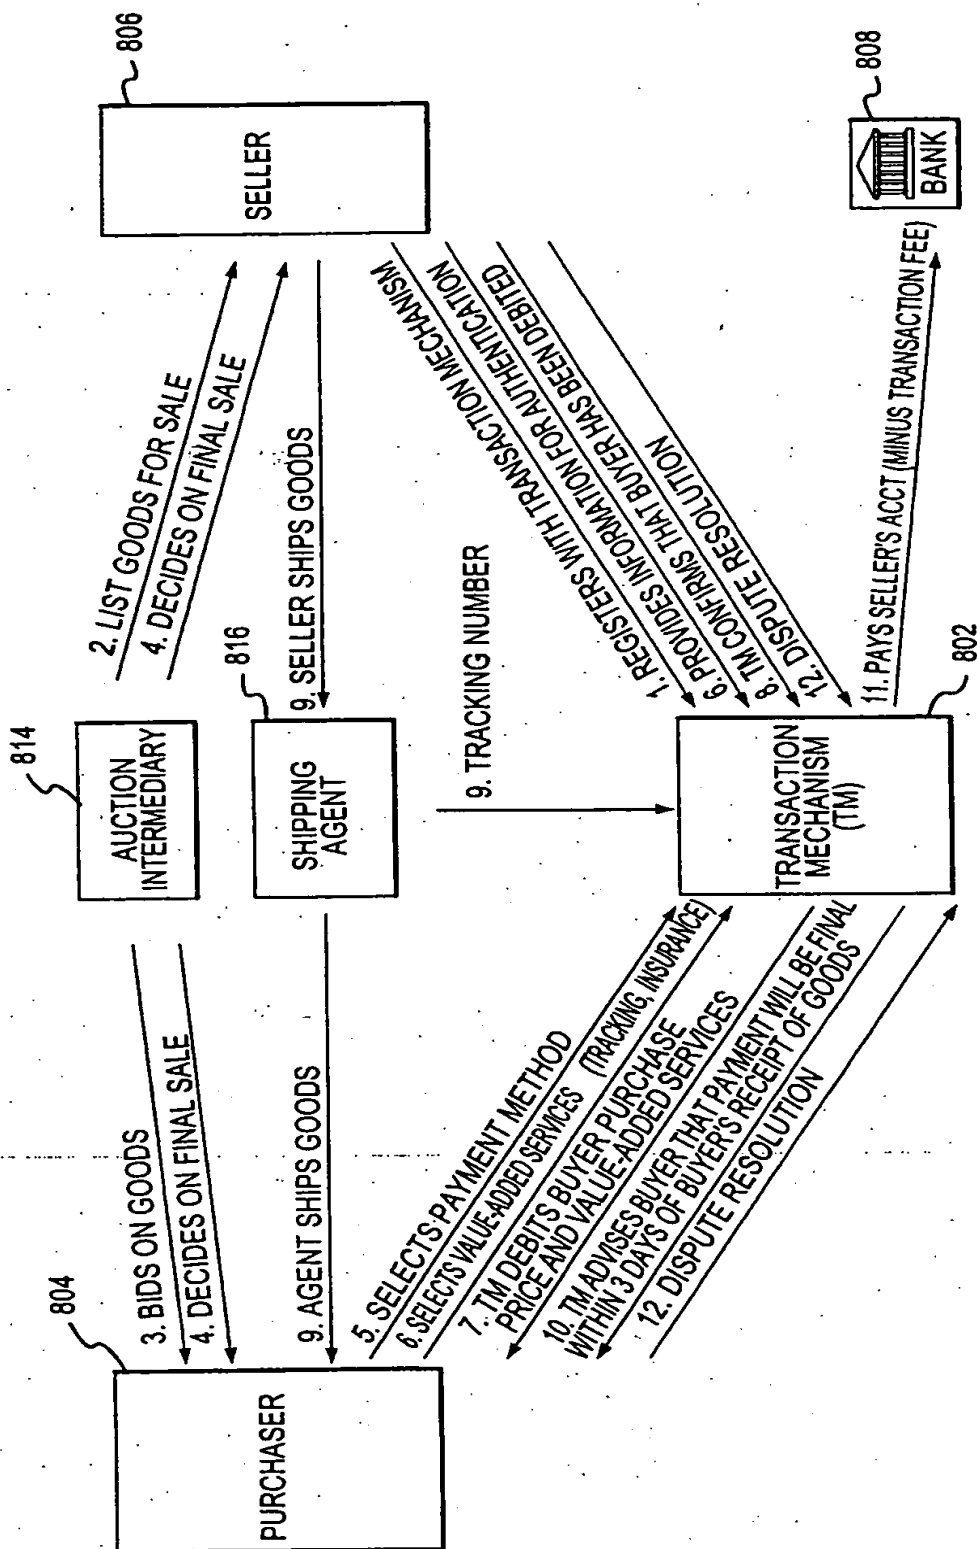 804
PURCHASER
3. BIDS ON GOODS
4. DECIDES ON FINAL SALE
9. AGENT SHIPS GOODS
5. SELECTS PAYMENT METHOD
6. SELECTS VALUE-ADDED SERVICES (TRACKING, INSURANCE)
7. TM DEBITS BUYER PURCHASE
PRICE AND VALUE-ADDED SERVICES
10. TM ADVISES BUYER THAT PAYMENT WILL BE FINAL
WITHIN 3 DAYS OF BUYER'S RECEIPT OF GOODS
12. DISPUTE RESOLUTION
814
AUCTION
INTERMEDIARY
816
SHIPPING
AGENT
9. TRACKING NUMBER
TRANSACTION
MECHANISM
(TM)
802
2. LIST GOODS FOR SALE
4. DECIDES ON FINAL SALE
9. SELLER SHIPS GOODS
1. REGISTERS WITH TRANSACTION MECHANISM
6. PROVIDES INFORMATION FOR AUTHENTICATION
8. TM CONFIRMS THAT BUYER HAS BEEN DEBITED
12. DISPUTE RESOLUTION
11. PAYS SELLER'S ACCT (MINUS TRANSACTION FEE)
806
SELLER
808
BANK